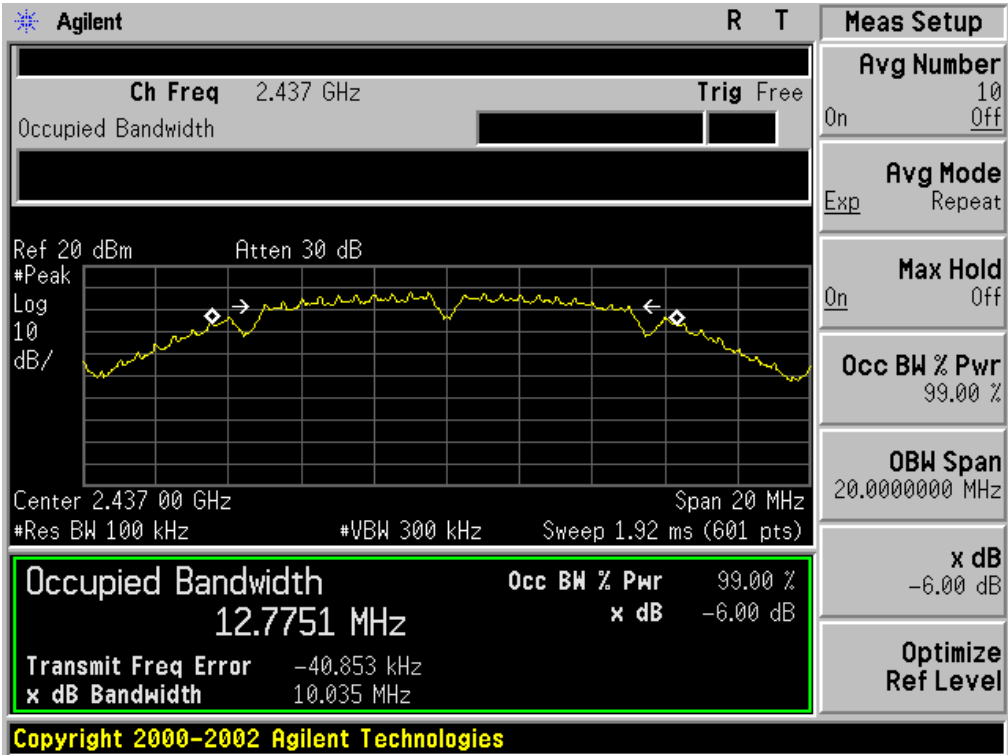 Agilent R T
Ch Freq 2.437 GHz Trig Free
Occupied Bandwidth
Ref 20 dBm Atten 30 dB
#Peak
Log
10
dB/
Center 2.437 00 GHz Span 20 MHz
#Res BW 100 kHz #VBW 300 kHz Sweep 1.92 ms (601 pts)
Occupied Bandwidth Occ BW % Pwr 99.00 %
12.7751 MHz x dB -6.00 dB
Transmit Freq Error -40.853 kHz
x dB Bandwidth 10.035 MHz
Copyright 2000-2002 Agilent Technologies
Meas Setup
Avg Number
10
On Off
Avg Mode
Exp Repeat
Max Hold
On Off
Occ BW % Pwr
99.00 %
OBW Span
20.0000000 MHz
x dB
-6.00 dB
Optimize
Ref Level